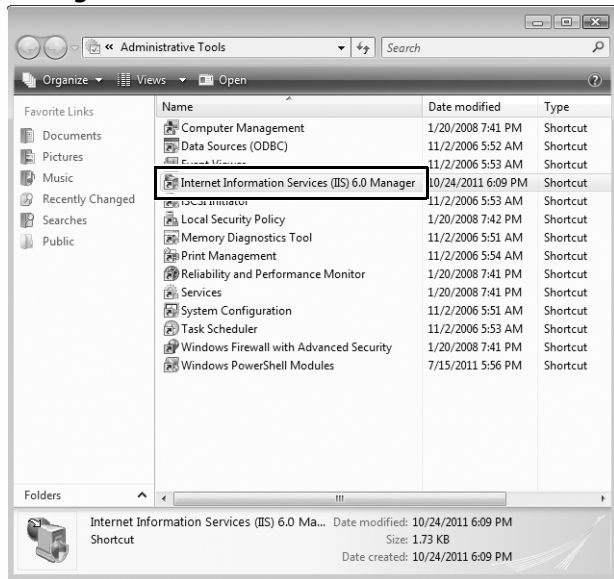 « Administrative Tools
Search
Organize Views Open
Favorite Links
Documents
Pictures
Music
Recently Changed
Searches
Public
Folders
Name Date modified Type
Computer Management 1/20/2008 7:41 PM Shortcut
Data Sources (ODBC) 11/2/2006 5:52 AM Shortcut
Event Viewer 11/2/2006 5:53 AM Shortcut
Internet Information Services (IIS) 6.0 Manager 10/24/2011 6:09 PM Shortcut
iSCSI Initiator 11/2/2006 5:53 AM Shortcut
Local Security Policy 1/20/2008 7:42 PM Shortcut
Memory Diagnostics Tool 11/2/2006 5:51 AM Shortcut
Print Management 11/2/2006 5:54 AM Shortcut
Reliability and Performance Monitor 1/20/2008 7:41 PM Shortcut
Services 1/20/2008 7:41 PM Shortcut
System Configuration 11/2/2006 5:51 AM Shortcut
Task Scheduler 11/2/2006 5:53 AM Shortcut
Windows Firewall with Advanced Security 1/20/2008 7:41 PM Shortcut
Windows PowerShell Modules 7/15/2011 5:56 PM Shortcut
Internet Information Services (IIS) 6.0 Ma... Date modified: 10/24/2011 6:09 PM
Shortcut Size: 1.73 KB
Date created: 10/24/2011 6:09 PM